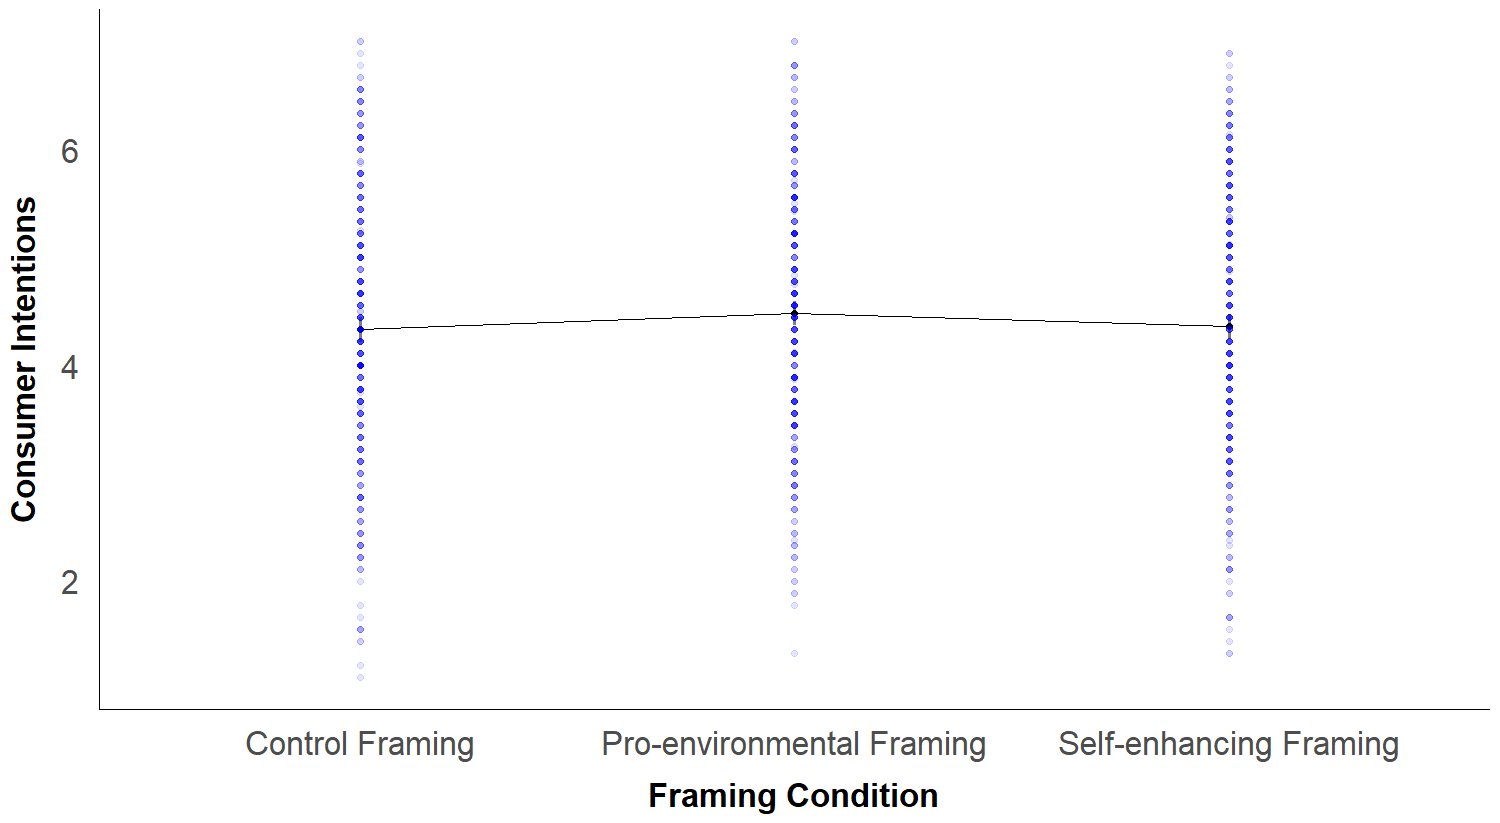 Consumer Intentions
6
4
2
Control Framing
Pro-environmental Framing
Self-enhancing Framing
Framing Condition